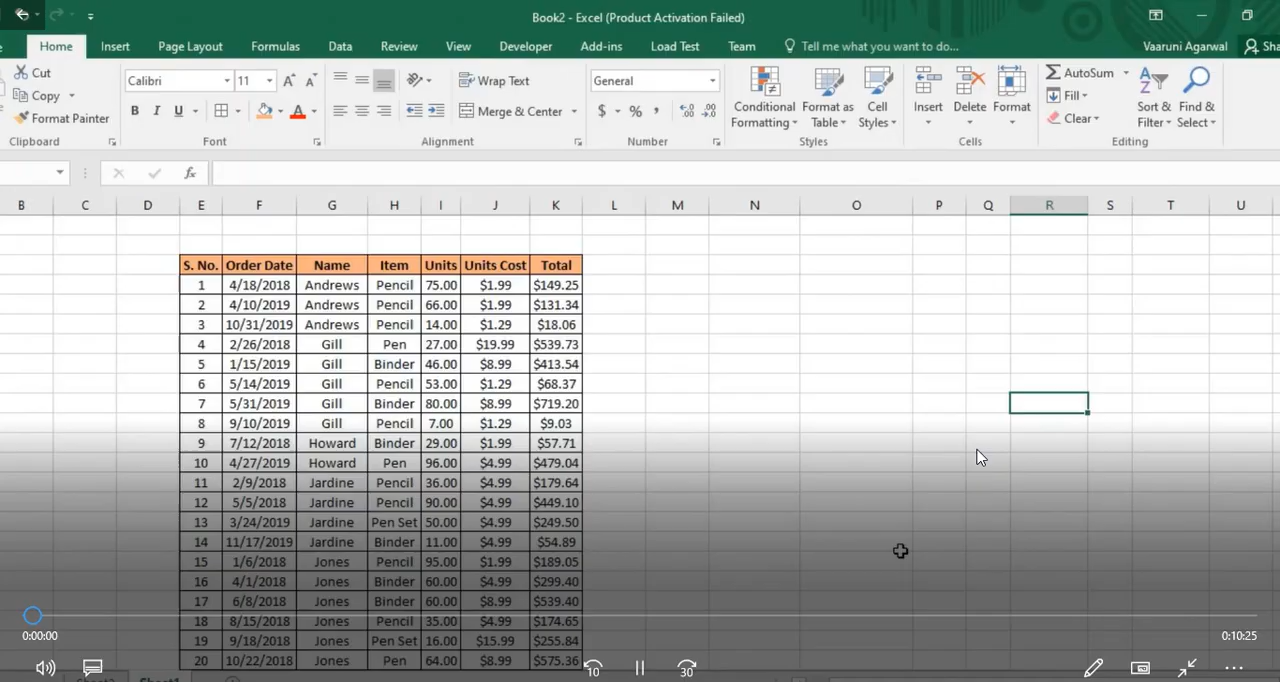 Book2 - Excel (Product Activation Failed)
Home Insert Page Layout Formulas Data Review View Developer Add-ins Load Test Team Tell me what you want to do... Vaaruni Agarwal Sha
Cut
Copy
Format Painter
Clipboard
Calibri 11
B I U
Font
Wrap Text
Merge & Center
Alignment
General
$ % ,
Number
Conditional Formatting
Format as Table
Cell Styles
Styles
Insert Delete Format
Cells
AutoSum
Fill
Clear
Sort & Filter
Find & Select
Editing
fx
B C D E F G H I J K L M N O P Q R S T U
S. No. Order Date Name Item Units Units Cost Total
1 4/18/2018 Andrews Pencil 75.00 $1.99 $149.25
2 4/10/2019 Andrews Pencil 66.00 $1.99 $131.34
3 10/31/2019 Andrews Pencil 14.00 $1.29 $18.06
4 2/26/2018 Gill Pen 27.00 $19.99 $539.73
5 1/15/2019 Gill Binder 46.00 $8.99 $413.54
6 5/14/2019 Gill Pencil 53.00 $1.29 $68.37
7 5/31/2019 Gill Binder 80.00 $8.99 $719.20
8 9/10/2019 Gill Pencil 7.00 $1.29 $9.03
9 7/12/2018 Howard Binder 29.00 $1.99 $57.71
10 4/27/2019 Howard Pen 96.00 $4.99 $479.04
11 2/9/2018 Jardine Pencil 36.00 $4.99 $179.64
12 5/5/2018 Jardine Pencil 90.00 $4.99 $449.10
13 3/24/2019 Jardine Pen Set 50.00 $4.99 $249.50
14 11/17/2019 Jardine Binder 11.00 $4.99 $54.89
15 1/6/2018 Jones Pencil 95.00 $1.99 $189.05
16 4/1/2018 Jones Binder 60.00 $4.99 $299.40
17 6/8/2018 Jones Binder 60.00 $8.99 $539.40
18 8/15/2018 Jones Pencil 35.00 $4.99 $174.65
19 9/18/2018 Jones Pen Set 16.00 $15.99 $255.84
20 10/22/2018 Jones Pen 64.00 $8.99 $575.36
0:00:00 0:10:25
10 30
Sheet1